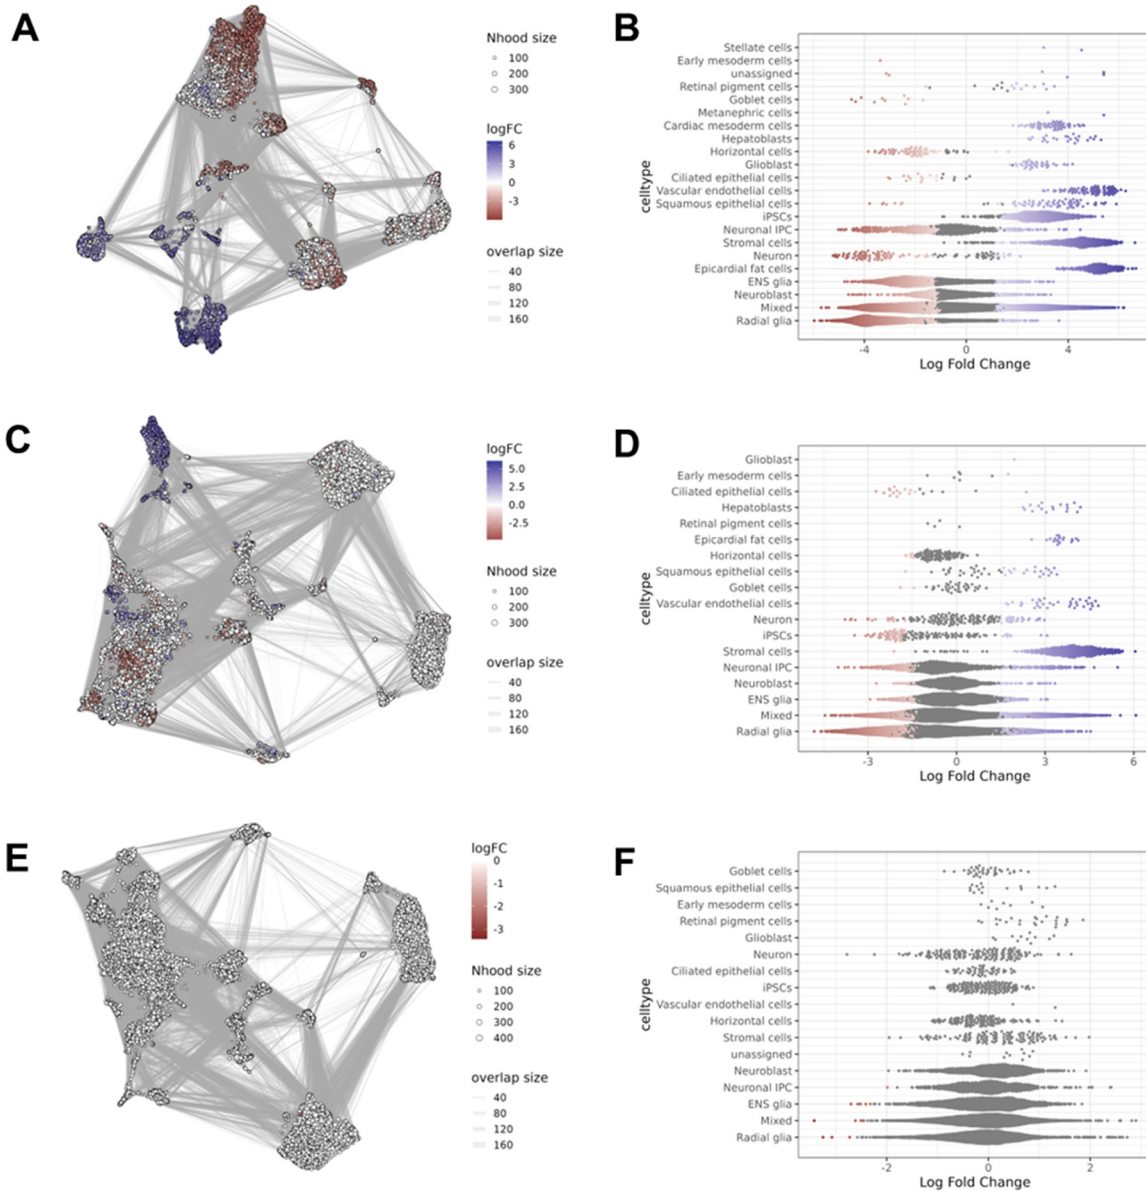 A
Nhood size
100
200
300
logFC
6
3
0
-3
overlap size
40
80
120
160
B
celltype
Stellate cells
Early mesoderm cells
unassigned
Retinal pigment cells
Goblet cells
Metanephric cells
Cardiac mesoderm cells
Hepatoblasts
Horizontal cells
Glioblast
Ciliated epithelial cells
Vascular endothelial cells
Squamous epithelial cells
iPSCs
Neuronal IPC
Stromal cells
Neuron
Epicardial fat cells
ENS glia
Neuroblast
Mixed
Radial glia
-4 0 4
Log Fold Change
C
logFC
5.0
2.5
0.0
-2.5
Nhood size
100
200
300
overlap size
40
80
120
160
D
celltype
Glioblast
Early mesoderm cells
Ciliated epithelial cells
Hepatoblasts
Retinal pigment cells
Epicardial fat cells
Horizontal cells
Squamous epithelial cells
Goblet cells
Vascular endothelial cells
Neuron
iPSCs
Stromal cells
Neuronal IPC
Neuroblast
ENS glia
Mixed
Radial glia
-3 0 3 6
Log Fold Change
E
logFC
0
-1
-2
-3
Nhood size
100
200
300
400
overlap size
40
80
120
160
F
celltype
Goblet cells
Squamous epithelial cells
Early mesoderm cells
Retinal pigment cells
Glioblast
Neuron
Ciliated epithelial cells
iPSCs
Vascular endothelial cells
Horizontal cells
Stromal cells
unassigned
Neuroblast
Neuronal IPC
ENS glia
Mixed
Radial glia
-2 0 2
Log Fold Change